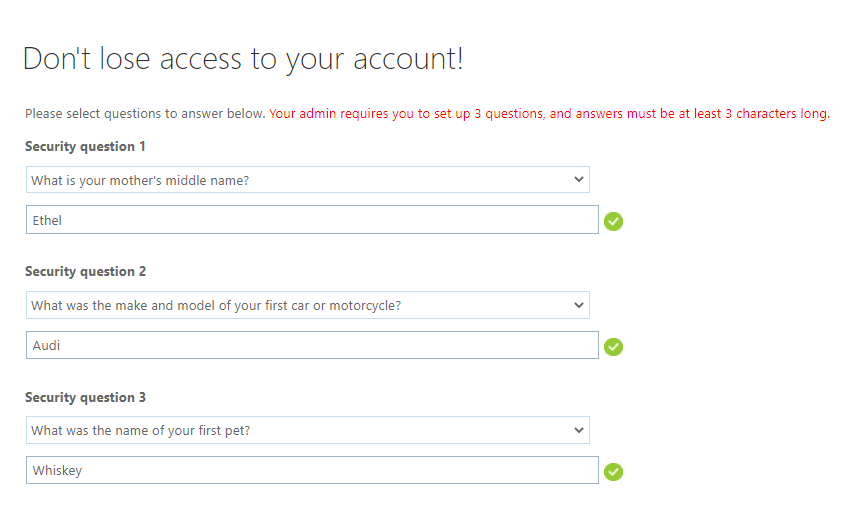 Don't lose access to your account!
Please select questions to answer below. Your admin requires you to set up 3 questions, and answers must be at least 3 characters long.
Security question 1
What is your mother's middle name?
Ethel
Security question 2
What was the make and model of your first car or motorcycle?
Audi
Security question 3
What was the name of your first pet?
Whiskey